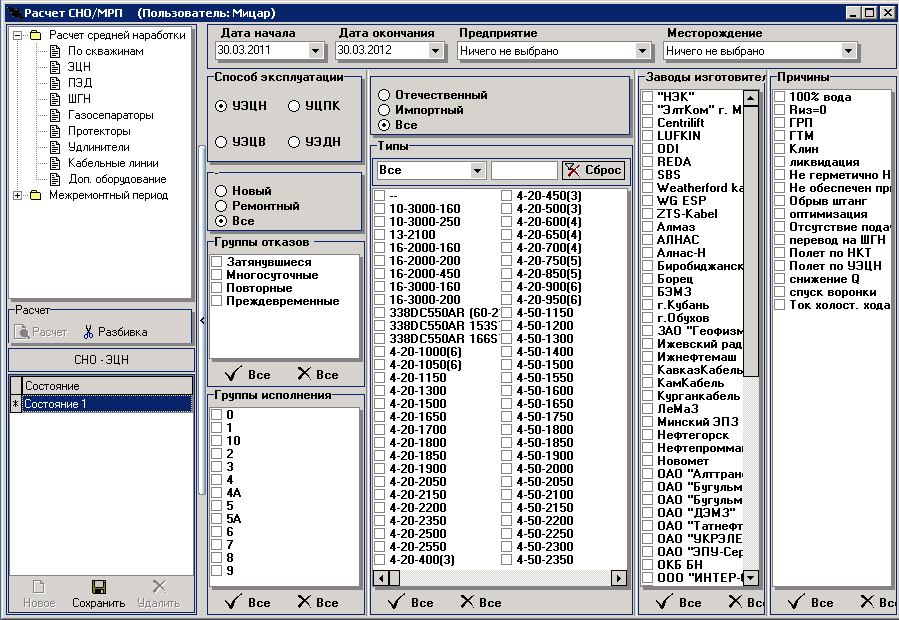 Расчет СНО/МРП (Пользователь: Мицар)
Расчет средней наработки
По скважинам
ЭЦН
ПЭД
ШГН
Газосепараторы
Протекторы
Удлинители
Кабельные линии
Доп. оборудование
Межремонтный период
Расчет
Расчет Разбивка
СНО - ЭЦН
Состояние
* Состояние 1
Новое Сохранить Удалить
Дата начала Дата окончания Предприятие Месторождение
30.03.2011 30.03.2012 Ничего не выбрано Ничего не выбрано
Способ эксплуатации
УЭЦН УЦПК
УЭЦВ УЭДН
Новый
Ремонтный
Все
Группы отказов
Затянувшиеся
Многосуточные
Повторные
Преждевременные
Все Все
Группы исполнения
0
1
10
2
3
4
4А
5
5А
6
7
8
9
Все Все
Отечественный
Импортный
Все
Типы
Все Сброс
--
10-3000-160
10-3000-250
13-2100
16-2000-160
16-2000-200
16-2000-450
16-3000-160
16-3000-200
338DC550AR (60-2
338DC550AR 153S
338DC550AR 166S
4-20-1000(6)
4-20-1050(6)
4-20-1150
4-20-1300
4-20-1500
4-20-1650
4-20-1700
4-20-1800
4-20-1850
4-20-1900
4-20-2050
4-20-2150
4-20-2200
4-20-2350
4-20-2500
4-20-2550
4-20-400(3)
4-20-450(3)
4-20-500(3)
4-20-600(4)
4-20-650(4)
4-20-700(4)
4-20-750(5)
4-20-850(5)
4-20-900(6)
4-20-950(6)
4-50-1150
4-50-1200
4-50-1300
4-50-1400
4-50-1500
4-50-1550
4-50-1600
4-50-1650
4-50-1750
4-50-1800
4-50-1850
4-50-2000
4-50-2050
4-50-2100
4-50-2150
4-50-2200
4-50-2250
4-50-2300
4-50-2350
Все Все
Заводы изготовител
"НЭК"
"ЭлтКом" г. М
Centrilift
LUFKIN
ODI
REDA
SBS
Weatherford ка
WG ESP
ZTS-Kabel
Алмаз
АЛНАС
Алнас-Н
Биробиджанск
Борец
БЭМЗ
г.Кубань
г.Обухов
ЗАО "Геофизм
Ижевский рад
Ижнефтемаш
КавказКабель
КамКабель
Курганкабель
ЛеМаЗ
Минский ЭПЗ
Нефтегорск
Нефтепромма
Новомет
ОАО "Алттран
ОАО "Бугульм
ОАО "Бугульм
ОАО "ДЭМЗ"
ОАО "Татнефт
ОАО "УКРЭЛЕ
ОАО "ЭПУ-Сер
ОКБ БН
ООО "ИНТЕР-
Все Вс
Причины
100% вода
Rиз=0
ГРП
ГТМ
Клин
ликвидация
Не герметично Н
Не обеспечен пр
Обрыв штанг
оптимизация
Отсутствие пода
перевод на ШГН
Полет по НКТ
Полет по УЭЦН
снижение Q
спуск воронки
Ток холост. хода
Все Вс